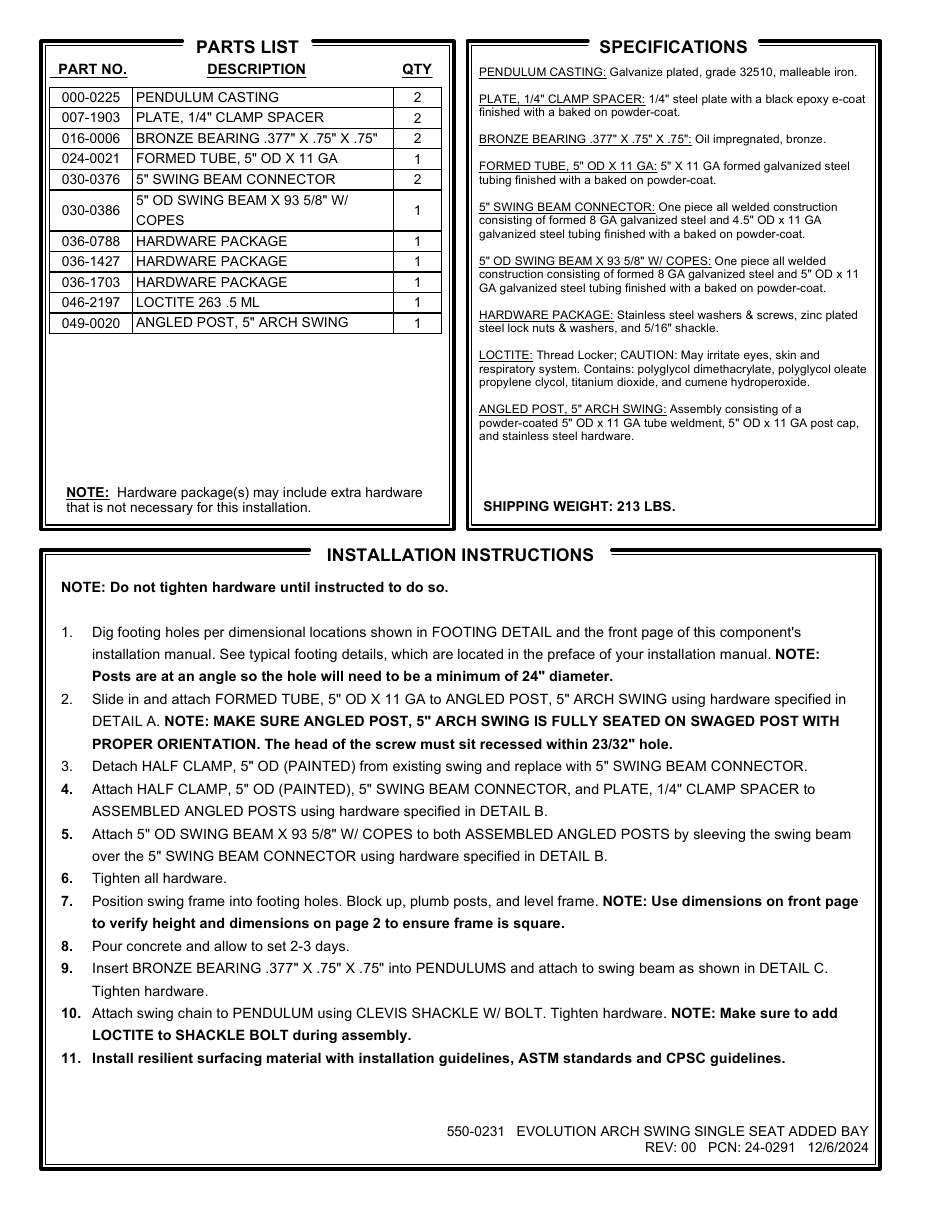 PARTS LIST
PART NO. DESCRIPTION QTY
000-0225 PENDULUM CASTING 2
007-1903 PLATE, 1/4" CLAMP SPACER 2
016-0006 BRONZE BEARING .377" X .75" X .75" 2
024-0021 FORMED TUBE, 5" OD X 11 GA 1
030-0376 5" SWING BEAM CONNECTOR 2
030-0386 5" OD SWING BEAM X 93 5/8" W/
COPES 1
036-0788 HARDWARE PACKAGE 1
036-1427 HARDWARE PACKAGE 1
036-1703 HARDWARE PACKAGE 1
046-2197 LOCTITE 263 .5 ML 1
049-0020 ANGLED POST, 5" ARCH SWING 1
NOTE: Hardware package(s) may include extra hardware
that is not necessary for this installation.
SPECIFICATIONS
PENDULUM CASTING: Galvanize plated, grade 32510, malleable iron.
PLATE, 1/4" CLAMP SPACER: 1/4" steel plate with a black epoxy e-coat
finished with a baked on powder-coat.
BRONZE BEARING .377" X .75" X .75": Oil impregnated, bronze.
FORMED TUBE, 5" OD X 11 GA: 5" X 11 GA formed galvanized steel
tubing finished with a baked on powder-coat.
5" SWING BEAM CONNECTOR: One piece all welded construction
consisting of formed 8 GA galvanized steel and 4.5" OD x 11 GA
galvanized steel tubing finished with a baked on powder-coat.
5" OD SWING BEAM X 93 5/8" W/ COPES: One piece all welded
construction consisting of formed 8 GA galvanized steel and 5" OD x 11
GA galvanized steel tubing finished with a baked on powder-coat.
HARDWARE PACKAGE: Stainless steel washers & screws, zinc plated
steel lock nuts & washers, and 5/16" shackle.
LOCTITE: Thread Locker; CAUTION: May irritate eyes, skin and
respiratory system. Contains: polyglycol dimethacrylate, polyglycol oleate
propylene clycol, titanium dioxide, and cumene hydroperoxide.
ANGLED POST, 5" ARCH SWING: Assembly consisting of a
powder-coated 5" OD x 11 GA tube weldment, 5" OD x 11 GA post cap,
and stainless steel hardware.
SHIPPING WEIGHT: 213 LBS.
INSTALLATION INSTRUCTIONS
NOTE: Do not tighten hardware until instructed to do so.
1. Dig footing holes per dimensional locations shown in FOOTING DETAIL and the front page of this component's
installation manual. See typical footing details, which are located in the preface of your installation manual. NOTE:
Posts are at an angle so the hole will need to be a minimum of 24" diameter.
2. Slide in and attach FORMED TUBE, 5" OD X 11 GA to ANGLED POST, 5" ARCH SWING using hardware specified in
DETAIL A. NOTE: MAKE SURE ANGLED POST, 5" ARCH SWING IS FULLY SEATED ON SWAGED POST WITH
PROPER ORIENTATION. The head of the screw must sit recessed within 23/32" hole.
3. Detach HALF CLAMP, 5" OD (PAINTED) from existing swing and replace with 5" SWING BEAM CONNECTOR.
4. Attach HALF CLAMP, 5" OD (PAINTED), 5" SWING BEAM CONNECTOR, and PLATE, 1/4" CLAMP SPACER to
ASSEMBLED ANGLED POSTS using hardware specified in DETAIL B.
5. Attach 5" OD SWING BEAM X 93 5/8" W/ COPES to both ASSEMBLED ANGLED POSTS by sleeving the swing beam
over the 5" SWING BEAM CONNECTOR using hardware specified in DETAIL B.
6. Tighten all hardware.
7. Position swing frame into footing holes. Block up, plumb posts, and level frame. NOTE: Use dimensions on front page
to verify height and dimensions on page 2 to ensure frame is square.
8. Pour concrete and allow to set 2-3 days.
9. Insert BRONZE BEARING .377" X .75" X .75" into PENDULUMS and attach to swing beam as shown in DETAIL C.
Tighten hardware.
10. Attach swing chain to PENDULUM using CLEVIS SHACKLE W/ BOLT. Tighten hardware. NOTE: Make sure to add
LOCTITE to SHACKLE BOLT during assembly.
11. Install resilient surfacing material with installation guidelines, ASTM standards and CPSC guidelines.
550-0231 EVOLUTION ARCH SWING SINGLE SEAT ADDED BAY
REV: 00 PCN: 24-0291 12/6/2024